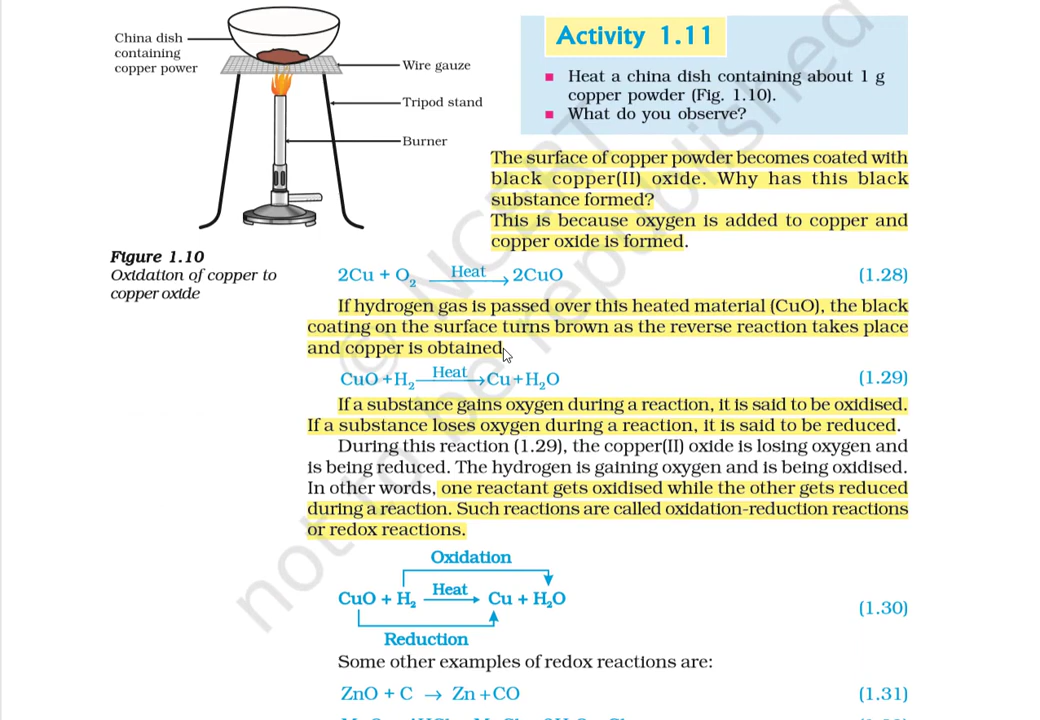 China dish
containing
copper power
Wire gauze
Tripod stand
Burner
Figure 1.10
Oxidation of copper to
copper oxide
Activity 1.11
Heat a china dish containing about 1 g
copper powder (Fig. 1.10).
What do you observe?
The surface of copper powder becomes coated with
black copper(II) oxide. Why has this black
substance formed?
This is because oxygen is added to copper and
copper oxide is formed.
2Cu + O₂ Heat → 2CuO (1.28)
If hydrogen gas is passed over this heated material (CuO), the black
coating on the surface turns brown as the reverse reaction takes place
and copper is obtained.
CuO + H₂ Heat → Cu + H₂O (1.29)
If a substance gains oxygen during a reaction, it is said to be oxidised.
If a substance loses oxygen during a reaction, it is said to be reduced.
During this reaction (1.29), the copper(II) oxide is losing oxygen and
is being reduced. The hydrogen is gaining oxygen and is being oxidised.
In other words, one reactant gets oxidised while the other gets reduced
during a reaction. Such reactions are called oxidation-reduction reactions
or redox reactions.
Oxidation
CuO + H₂ Heat → Cu + H₂O (1.30)
Reduction
Some other examples of redox reactions are:
ZnO + C → Zn + CO (1.31)
© NCERT
not to be republished